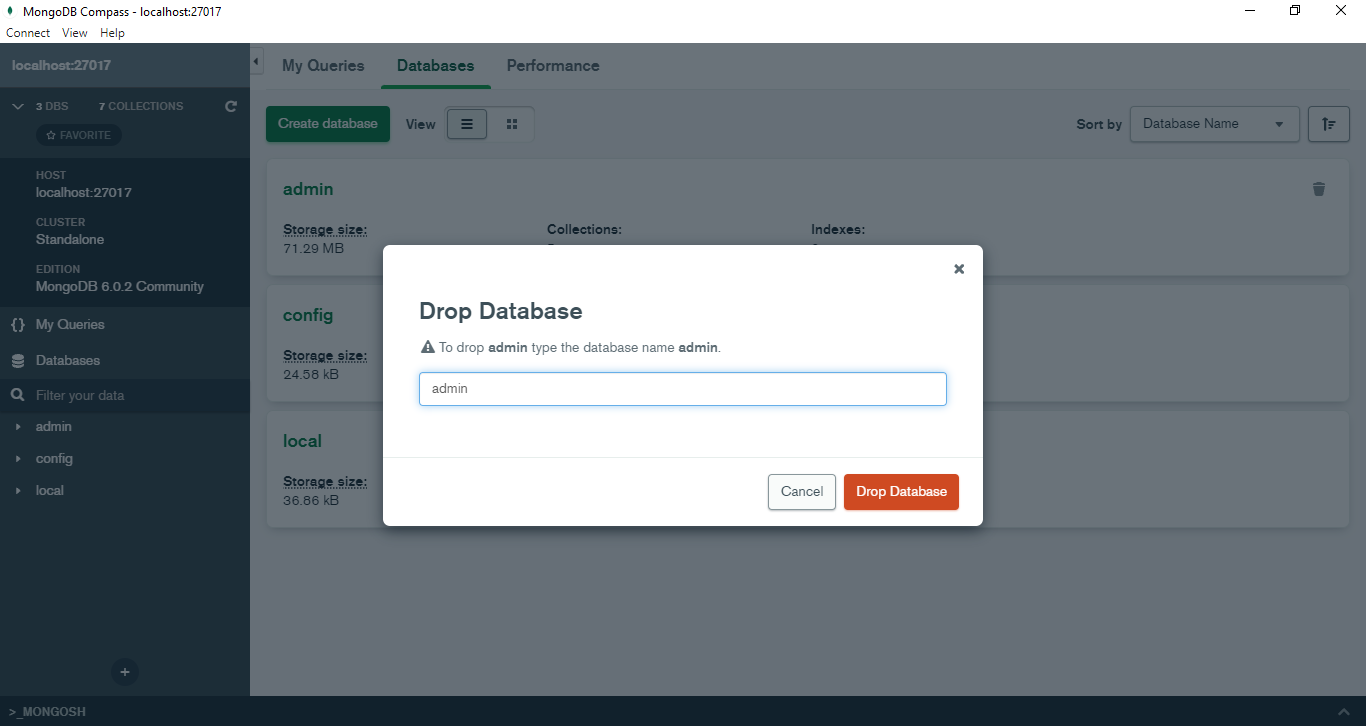 MongoDB Compass - localhost:27017
Connect View Help
localhost:27017
3 DBS 7 COLLECTIONS
FAVORITE
HOST
localhost:27017
CLUSTER
Standalone
EDITION
MongoDB 6.0.2 Community
{} My Queries
Databases
Filter your data
admin
config
local
>_MONGOSH
My Queries Databases Performance
Create database View Sort by Database Name
admin
Storage size: Collections: Indexes:
71.29 MB
config
Storage size:
24.58 kB
local
Storage size:
36.86 kB
Drop Database
To drop admin type the database name admin.
admin
Cancel Drop Database